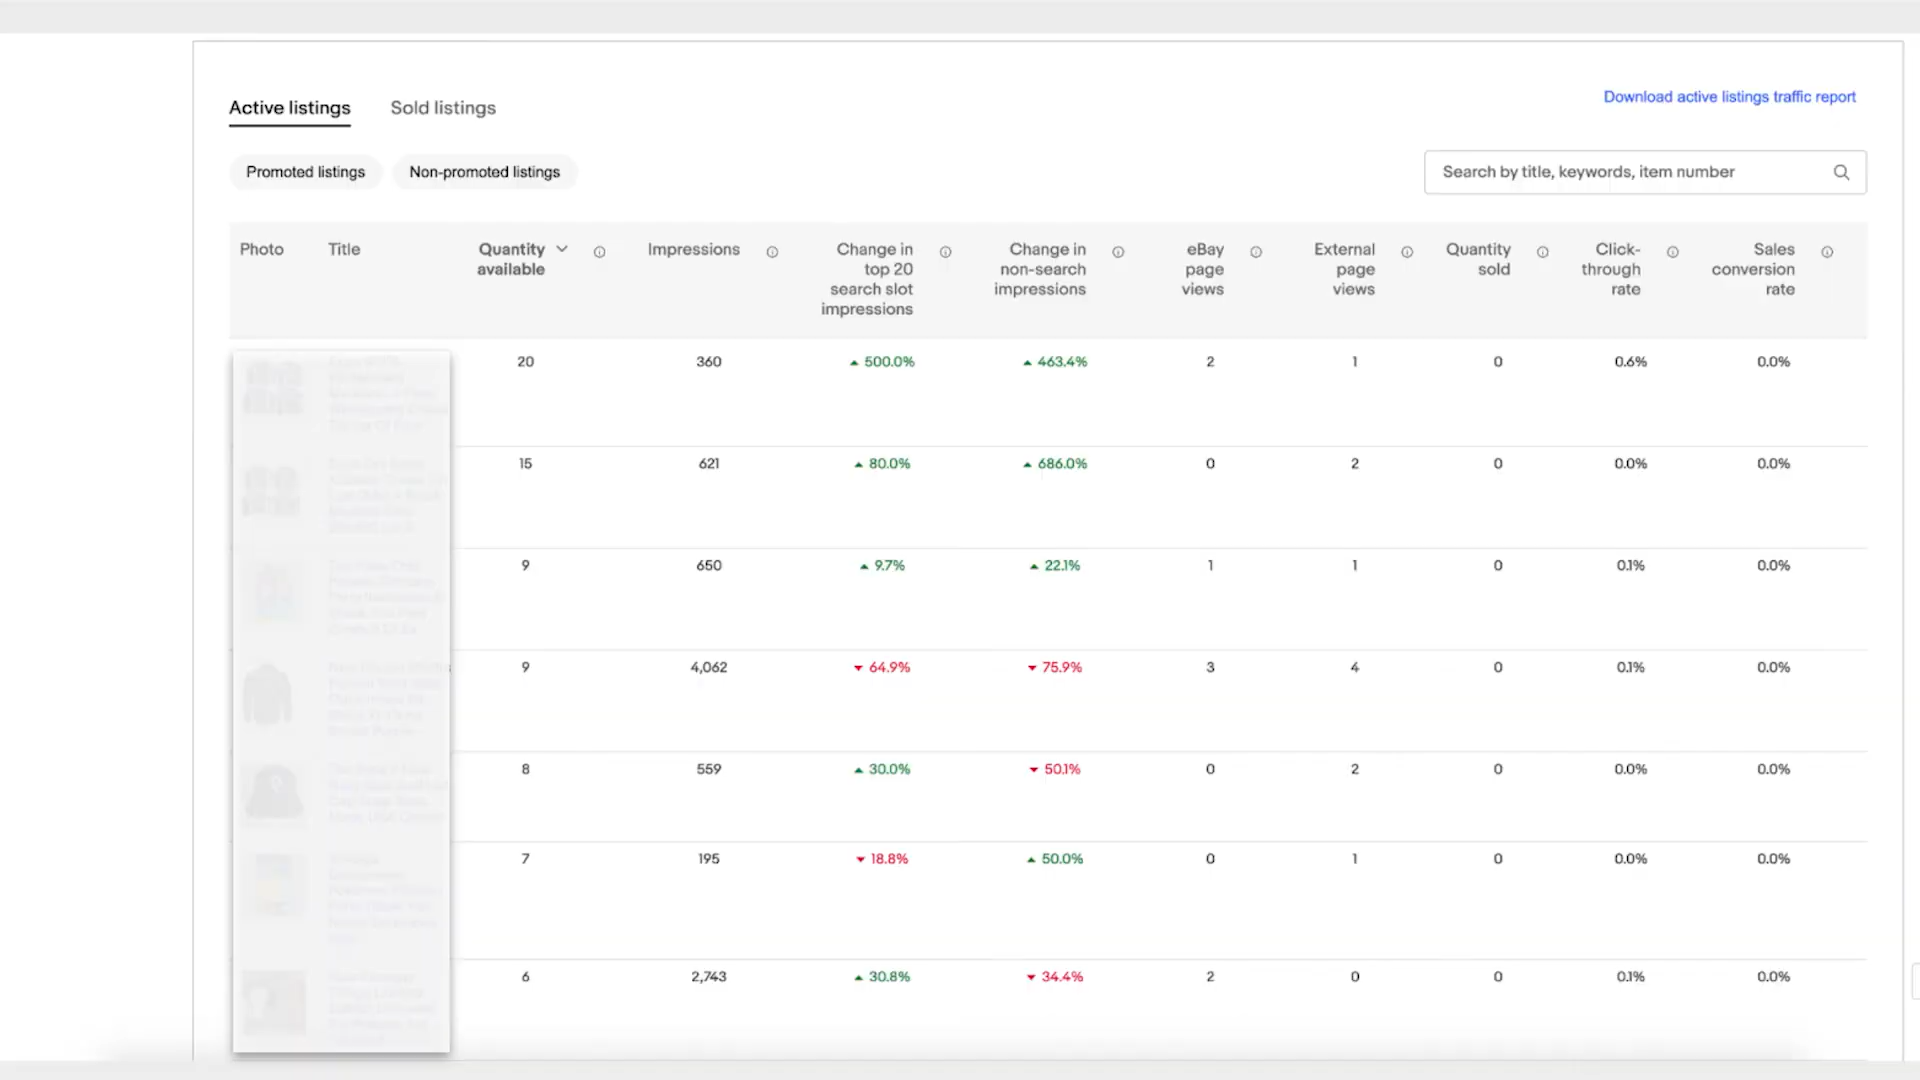 Active listings Sold listings Download active listings traffic report
Promoted listings Non-promoted listings Search by title, keywords, item number
Photo Title Quantity available Impressions Change in top 20 search slot impressions Change in non-search impressions eBay page views External page views Quantity sold Click-through rate Sales conversion rate
20 360 500.0% 463.4% 2 1 0 0.6% 0.0%
15 621 80.0% 686.0% 0 2 0 0.0% 0.0%
9 650 9.7% 22.1% 1 1 0 0.1% 0.0%
9 4,062 64.9% 75.9% 3 4 0 0.1% 0.0%
8 559 30.0% 50.1% 0 2 0 0.0% 0.0%
7 195 18.8% 50.0% 0 1 0 0.0% 0.0%
6 2,743 30.8% 34.4% 2 0 0 0.1% 0.0%